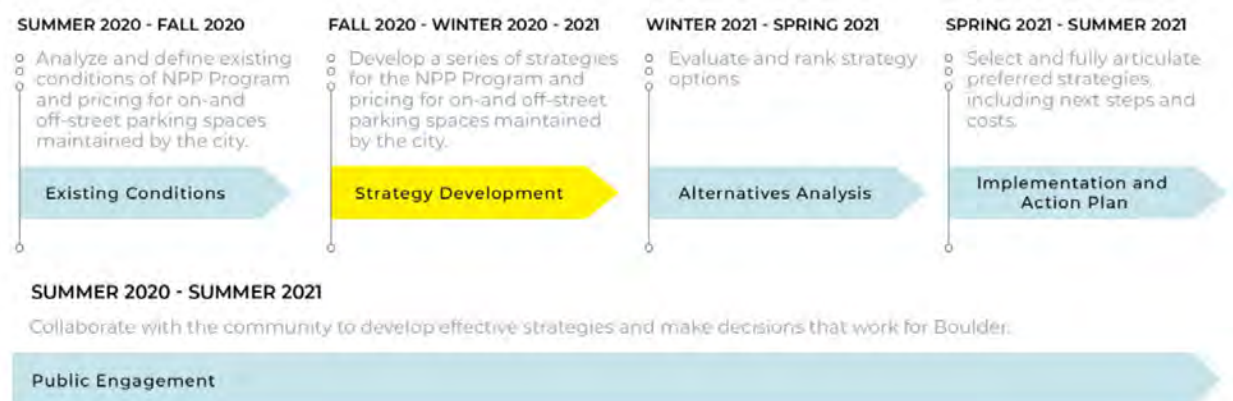 SUMMER 2020 - FALL 2020
Analyze and define existing
conditions of NPP Program
and pricing for on-and
off-street parking spaces
maintained by the city.
Existing Conditions
FALL 2020 - WINTER 2020 - 2021
Develop a series of strategies
for the NPP Program and
pricing for on-and off-street
parking spaces maintained
by the city.
Strategy Development
WINTER 2021 - SPRING 2021
Evaluate and rank strategy
options
Alternatives Analysis
SPRING 2021 - SUMMER 2021
Select and fully articulate
preferred strategies,
including next steps and
costs.
Implementation and
Action Plan
SUMMER 2020 - SUMMER 2021
Collaborate with the community to develop effective strategies and make decisions that work for Boulder.
Public Engagement